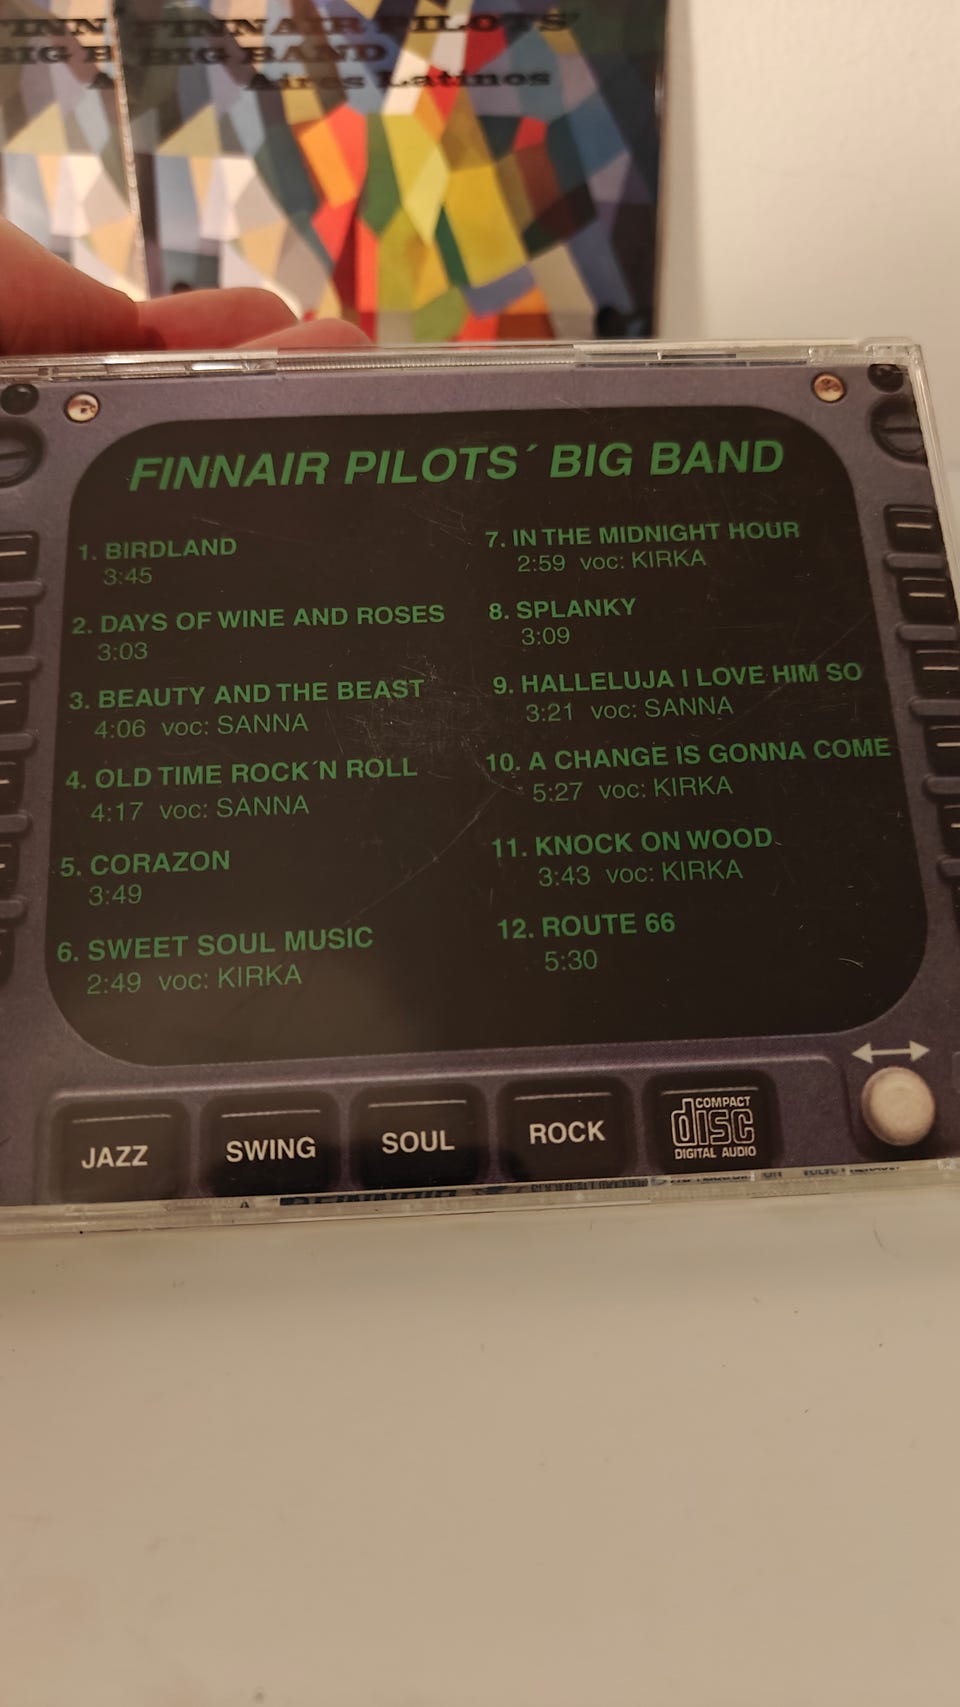 FINNAIR PILOTS'
BIG BAND
Aires Latinos
FINNAIR PILOTS´ BIG BAND
1. BIRDLAND
3:45
2. DAYS OF WINE AND ROSES
3:03
3. BEAUTY AND THE BEAST
4:06 voc: SANNA
4. OLD TIME ROCK´N ROLL
4:17 voc: SANNA
5. CORAZON
3:49
6. SWEET SOUL MUSIC
2:49 voc: KIRKA
7. IN THE MIDNIGHT HOUR
2:59 voc: KIRKA
8. SPLANKY
3:09
9. HALLELUJA I LOVE HIM SO
3:21 voc: SANNA
10. A CHANGE IS GONNA COME
5:27 voc: KIRKA
11. KNOCK ON WOOD
3:43 voc: KIRKA
12. ROUTE 66
5:30
JAZZ
SWING
SOUL
ROCK
COMPACT
disc
DIGITAL AUDIO